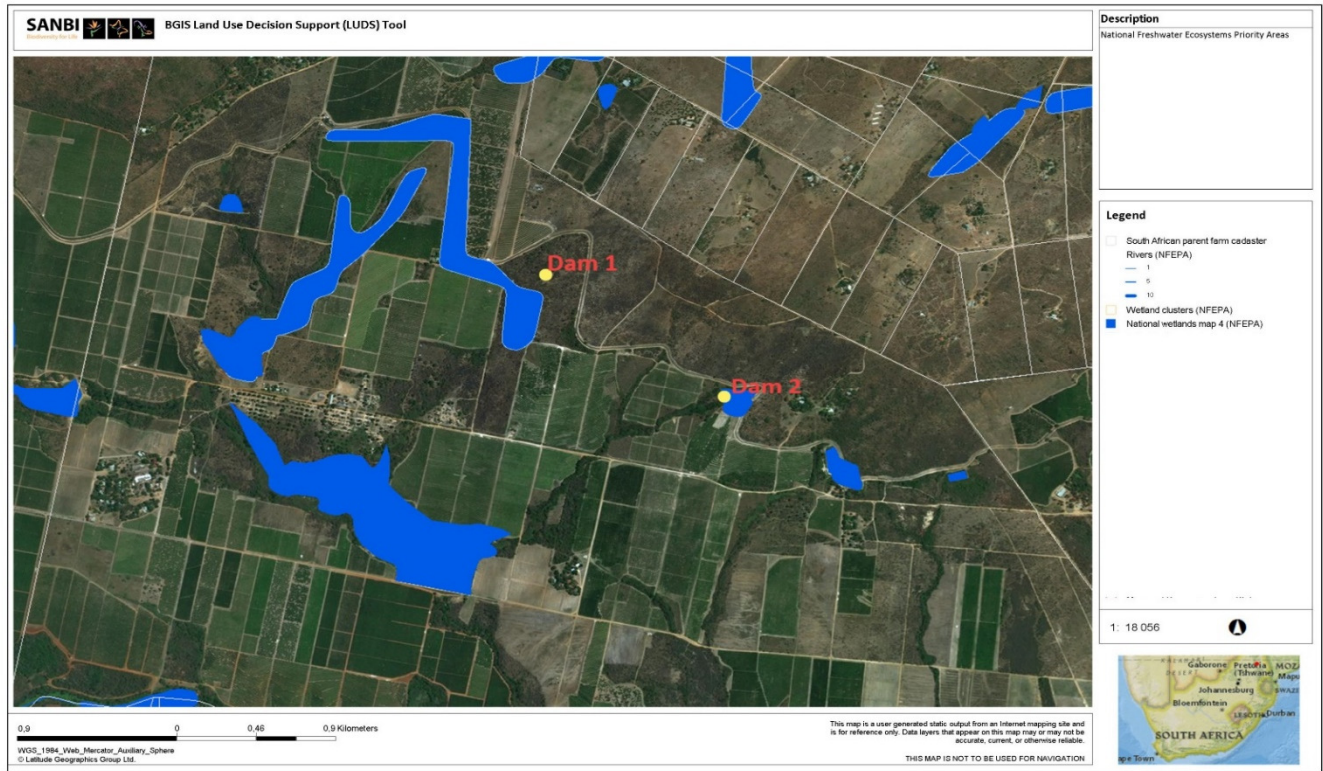 SANBI
Biodiversity for Life
BGIS Land Use Decision Support (LUDS) Tool
Description
National Freshwater Ecosystems Priority Areas
Dam 1
Dam 2
Legend
South African parent farm cadaster
Rivers (NFEPA)
1
5
10
Wetland clusters (NFEPA)
National wetlands map 4 (NFEPA)
1: 18 056
0,9 0 0,46 0,9 Kilometers
WGS_1984_Web_Mercator_Auxiliary_Sphere
© Latitude Geographics Group Ltd.
This map is a user generated static output from an Internet mapping site and
is for reference only. Data layers that appear on this map may or may not be
accurate, current, or otherwise reliable.
THIS MAP IS NOT TO BE USED FOR NAVIGATION
Gaborone Pretoria MOZA
(Tshwane) Mapu
Johannesburg SWAZI
Bloemfontein
LESOTHO Durban
SOUTH AFRICA
ape Town